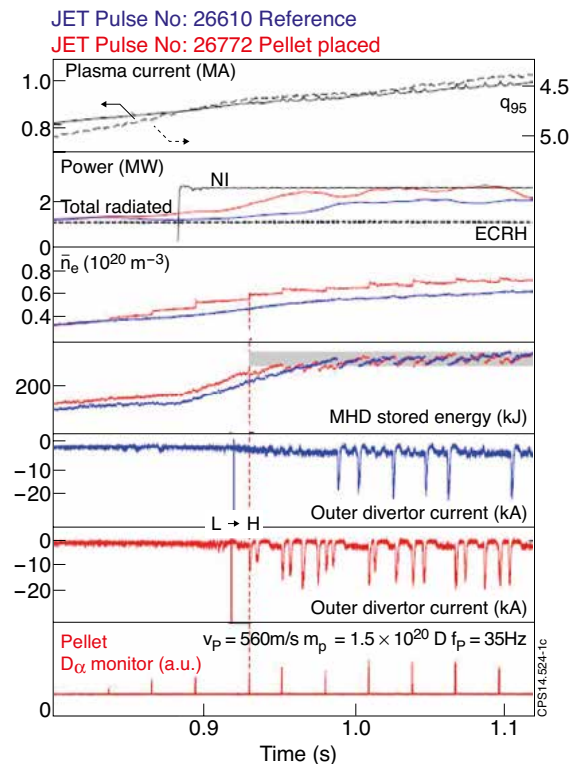 JET Pulse No: 26610 Reference
JET Pulse No: 26772 Pellet placed
Plasma current (MA)
1.0
0.8
4.5
q95
5.0
Power (MW)
NI
2
Total radiated
ECRH
0
n̄e (10^20 m^−3)
0.8
0.6
0.4
200
MHD stored energy (kJ)
0
−10
−20
Outer divertor current (kA)
L → H
0
−10
−20
Outer divertor current (kA)
Pellet vP = 560m/s mp = 1.5 × 10^20 D fP = 35Hz
Dα monitor (a.u.)
0
CPS14.524-1c
0.9 1.0 1.1
Time (s)